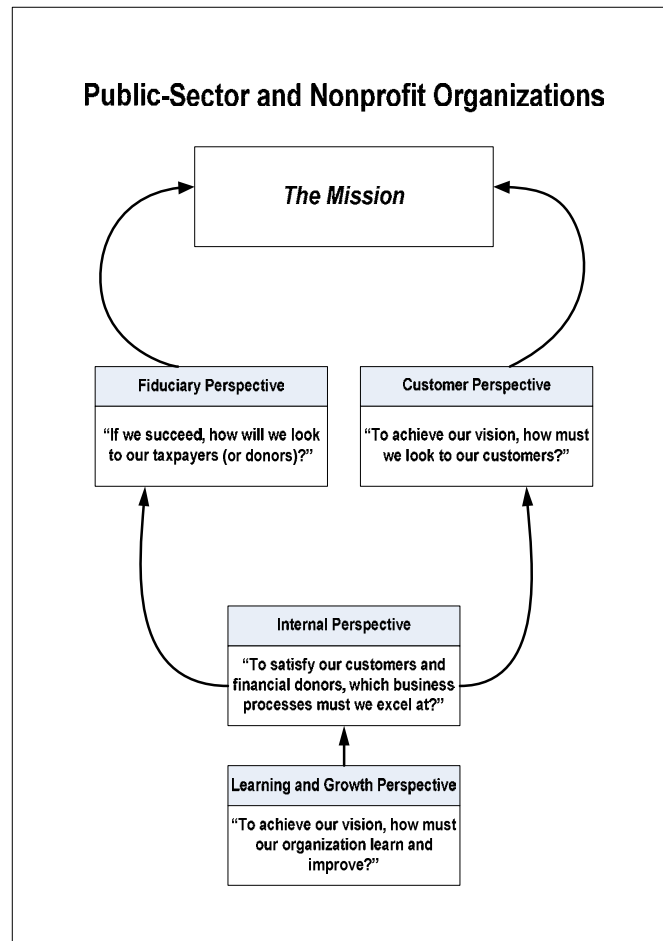 Public-Sector and Nonprofit Organizations
The Mission
Fiduciary Perspective
“If we succeed, how will we look
to our taxpayers (or donors)?”
Customer Perspective
“To achieve our vision, how must
we look to our customers?”
Internal Perspective
“To satisfy our customers and
financial donors, which business
processes must we excel at?”
Learning and Growth Perspective
“To achieve our vision, how must
our organization learn and
improve?”